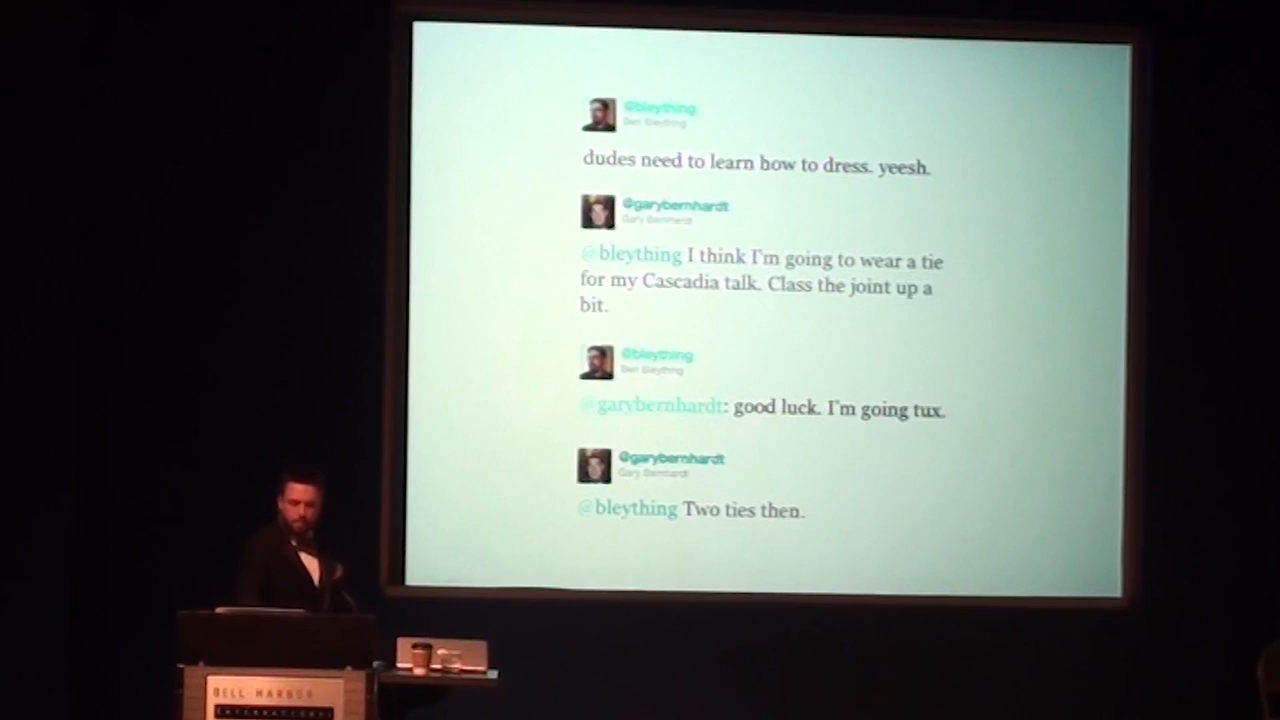 @bleything
Ben Bleything
dudes need to learn how to dress. yeesh.
@garybernhardt
Gary Bernhardt
@bleything I think I'm going to wear a tie
for my Cascadia talk. Class the joint up a
bit.
@bleything
Ben Bleything
@garybernhardt: good luck. I'm going tux.
@garybernhardt
Gary Bernhardt
@bleything Two ties then.
BELL HARBOR
INTERNATIONAL